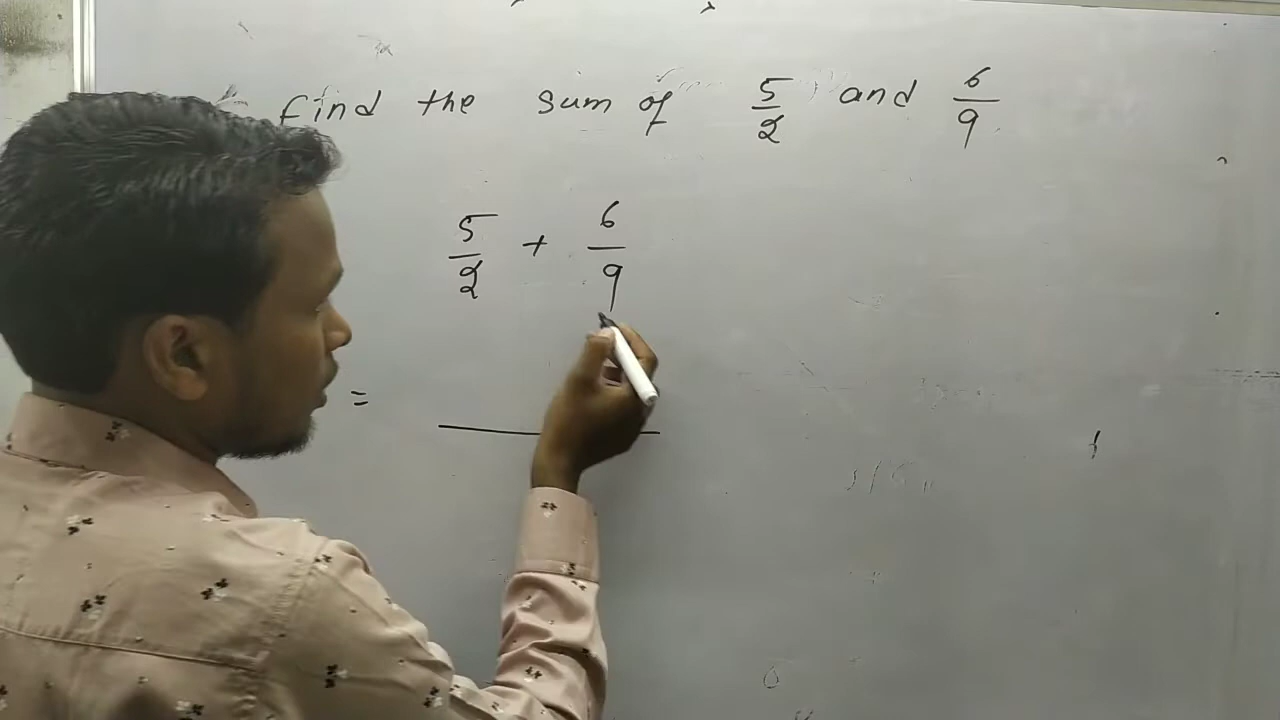 Find the sum of 5/2 and 6/9
5/2 + 6/9
=